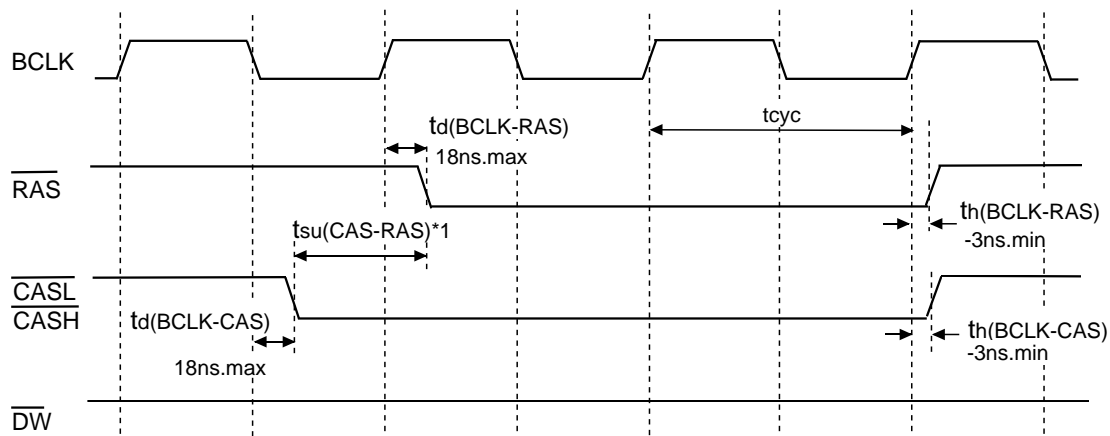 BCLK
td(BCLK-RAS)
18ns.max
tcyc
RAS
th(BCLK-RAS)
-3ns.min
tsu(CAS-RAS)*1
CASL
CASH
td(BCLK-CAS)
18ns.max
th(BCLK-CAS)
-3ns.min
DW